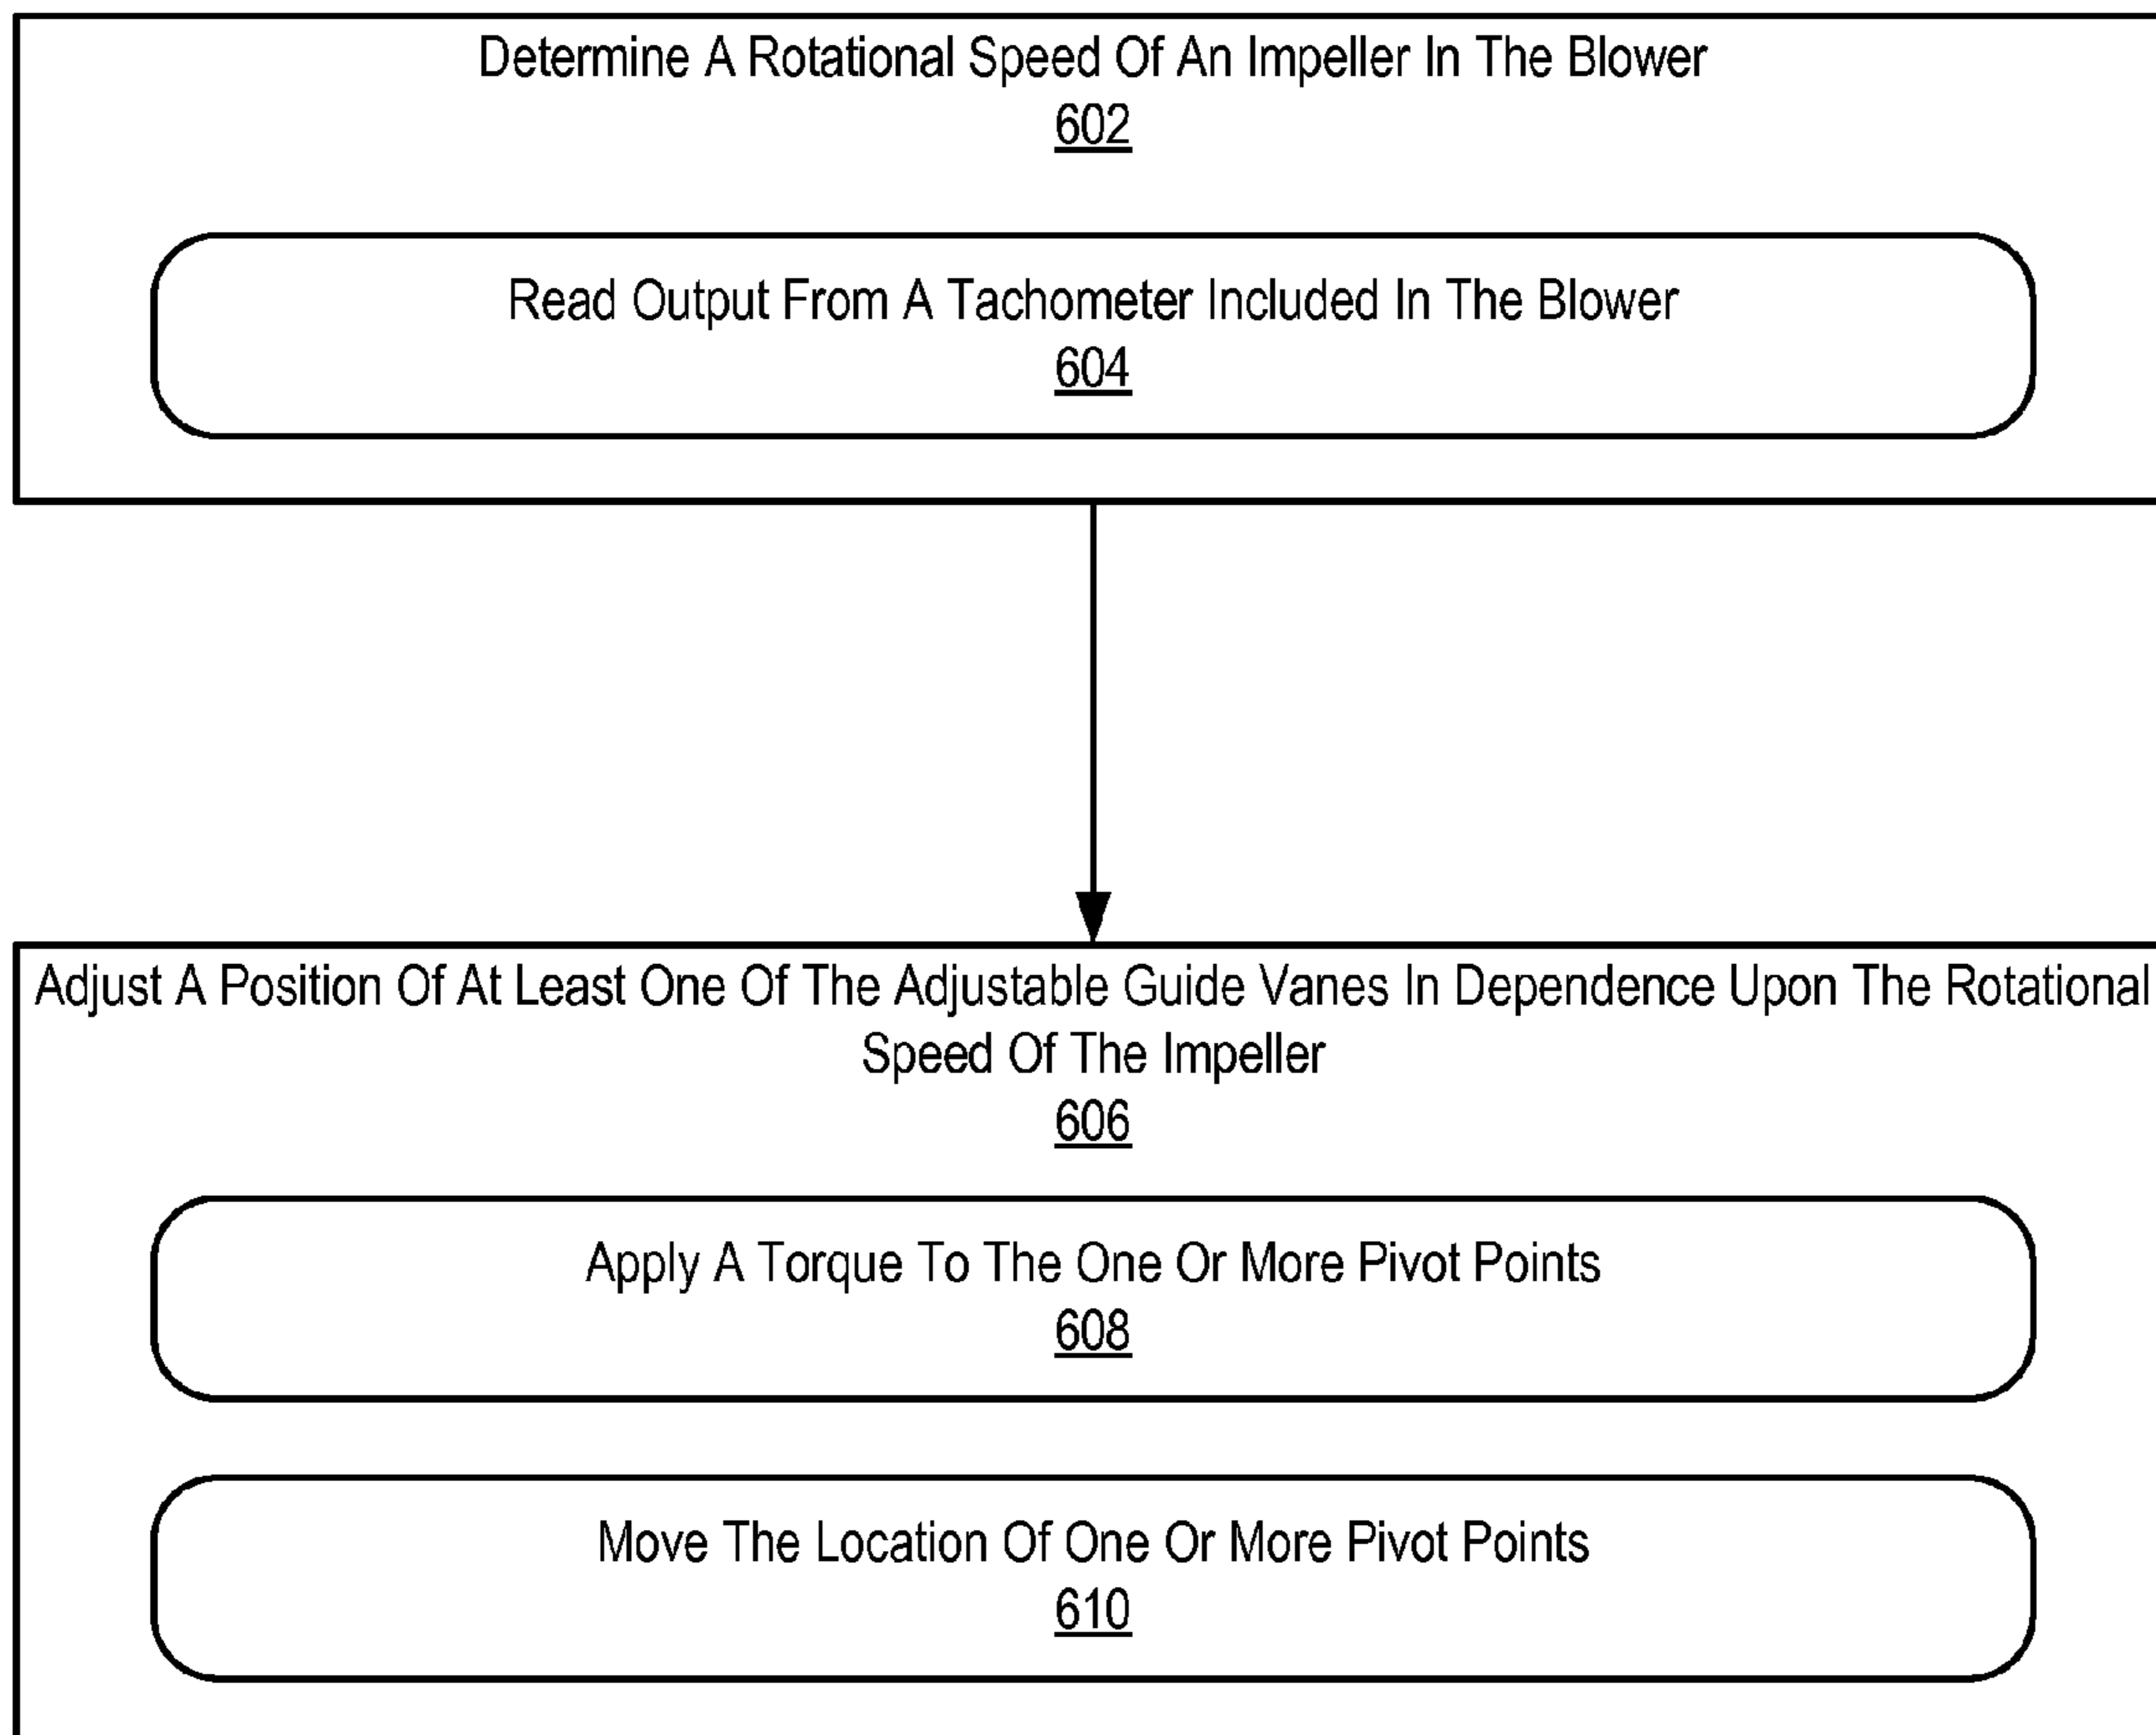 Determine A Rotational Speed Of An Impeller In The Blower
602
Read Output From A Tachometer Included In The Blower
604
Adjust A Position Of At Least One Of The Adjustable Guide Vanes In Dependence Upon The Rotational
Speed Of The Impeller
606
Apply A Torque To The One Or More Pivot Points
608
Move The Location Of One Or More Pivot Points
610